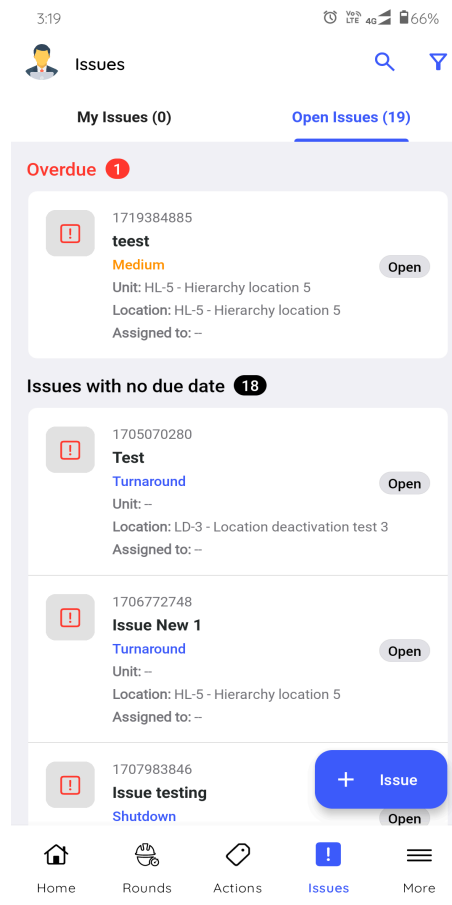 3:19
Vo LTE 4G 66%
Issues
My Issues (0) Open Issues (19)
Overdue 1
1719384885
teest
Medium
Open
Unit: HL-5 - Hierarchy location 5
Location: HL-5 - Hierarchy location 5
Assigned to: --
Issues with no due date 18
1705070280
Test
Turnaround
Open
Unit: --
Location: LD-3 - Location deactivation test 3
Assigned to: --
1706772748
Issue New 1
Turnaround
Open
Unit: --
Location: HL-5 - Hierarchy location 5
Assigned to: --
1707983846
Issue testing
Shutdown
Open
+ Issue
Home Rounds Actions Issues More